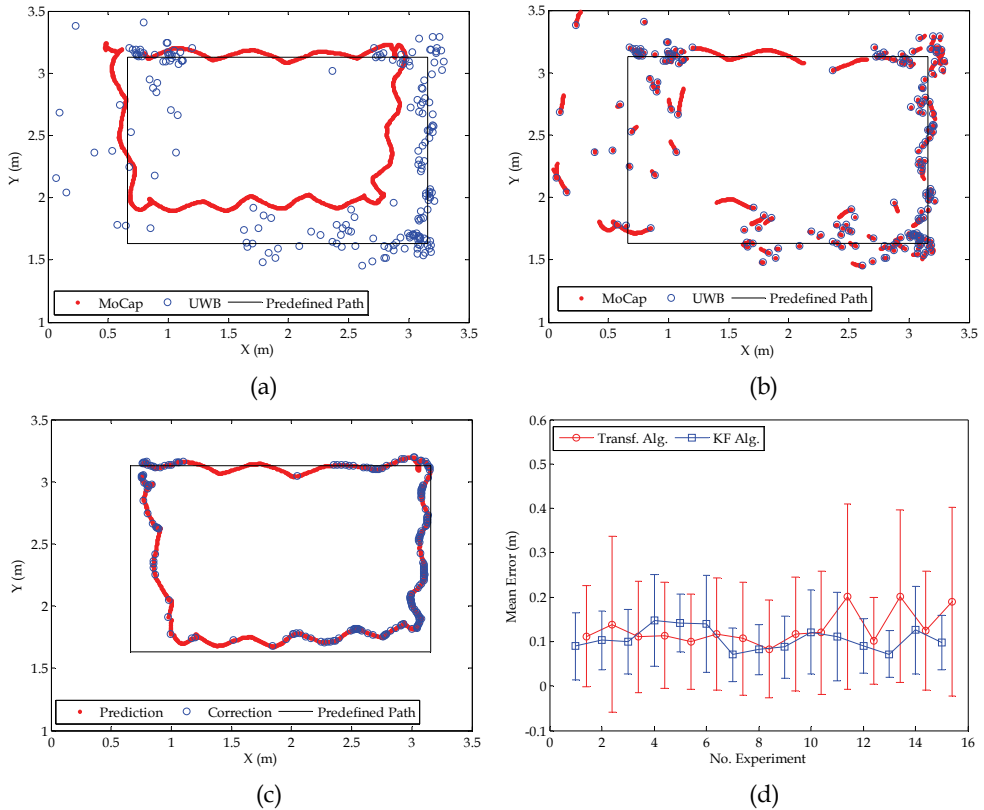 3.5
3
2.5
2
1.5
1
Y (m)
MoCap UWB Predefined Path
0 0.5 1 1.5 2 2.5 3 3.5
X (m)
(a)
3.5
3
2.5
2
1.5
1
Y (m)
MoCap UWB Predefined Path
0 0.5 1 1.5 2 2.5 3 3.5
X (m)
(b)
3.5
3
2.5
2
1.5
1
Y (m)
Prediction Correction Predefined Path
0 0.5 1 1.5 2 2.5 3 3.5
X (m)
(c)
0.6
0.5
0.4
0.3
0.2
0.1
0
-0.1
Mean Error (m)
Transf. Alg. KF Alg.
0 2 4 6 8 10 12 14 16
No. Experiment
(d)